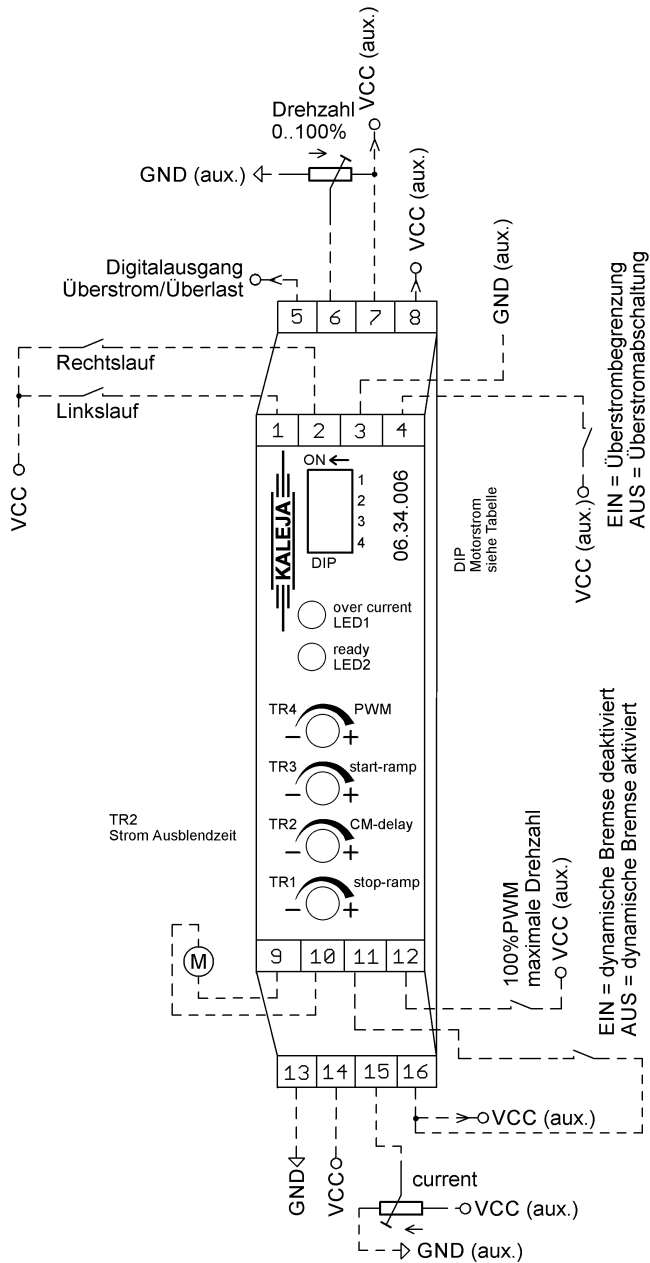 VCC (aux.)
Drehzahl
0..100%
GND (aux.)
VCC (aux.)
GND (aux.)
Digitalausgang
Überstrom/Überlast
5 6 7 8
Rechtslauf
Linkslauf
VCC
1 2 3 4
VCC (aux.)
EIN = Überstrombegrenzung
AUS = Überstromabschaltung
KALEJA
ON
1
2
3
4
DIP
06.34.006
DIP
Motorstrom
siehe Tabelle
over current
LED1
ready
LED2
TR4 PWM
− +
TR3 start-ramp
− +
TR2 CM-delay
− +
TR1 stop-ramp
− +
TR2
Strom Ausblendzeit
M
9 10 11 12
100%PWM
maximale Drehzahl
VCC (aux.)
EIN = dynamische Bremse deaktiviert
AUS = dynamische Bremse aktiviert
13 14 15 16
GND
VCC
VCC (aux.)
current
VCC (aux.)
GND (aux.)